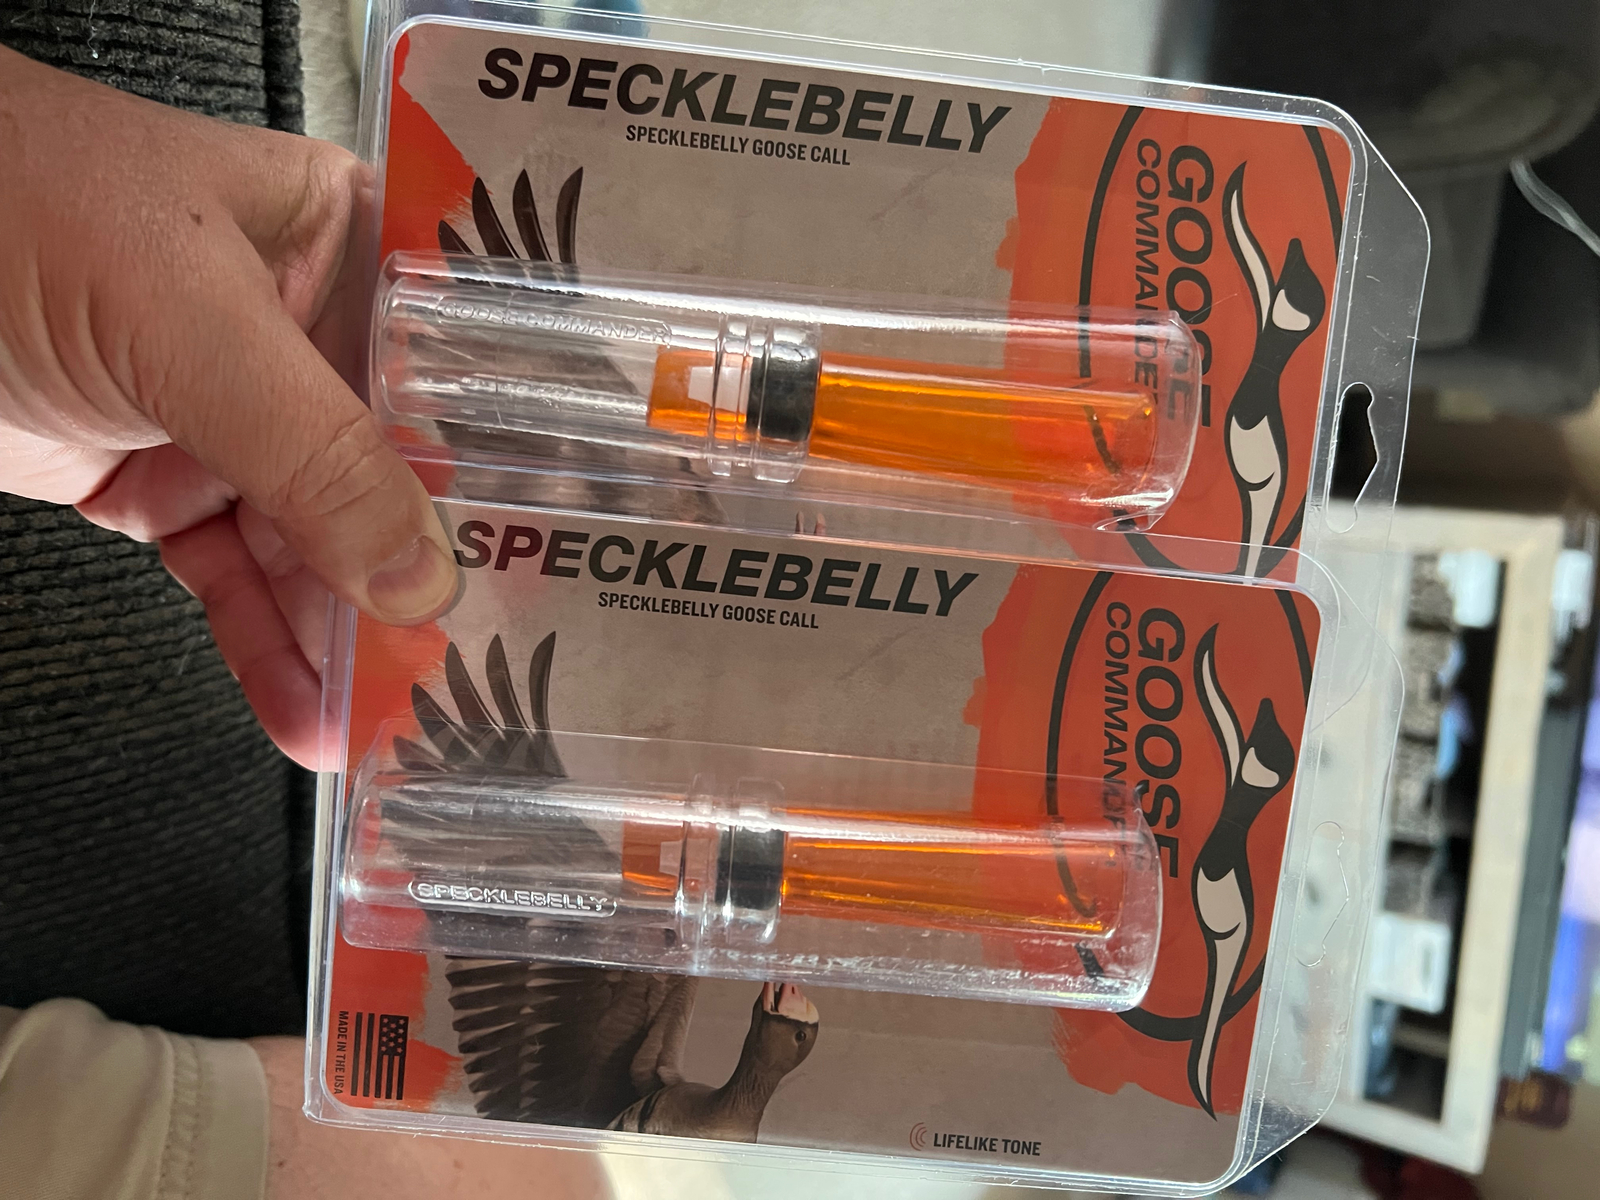 SPECKLEBELLY
SPECKLEBELLY GOOSE CALL
GOOSE
COMMANDER
GOOSE COMMANDER
SPECKLEBELLY
SPECKLEBELLY GOOSE CALL
GOOSE
COMMANDER
SPECKLEBELLY
MADE IN THE USA
LIFELIKE TONE